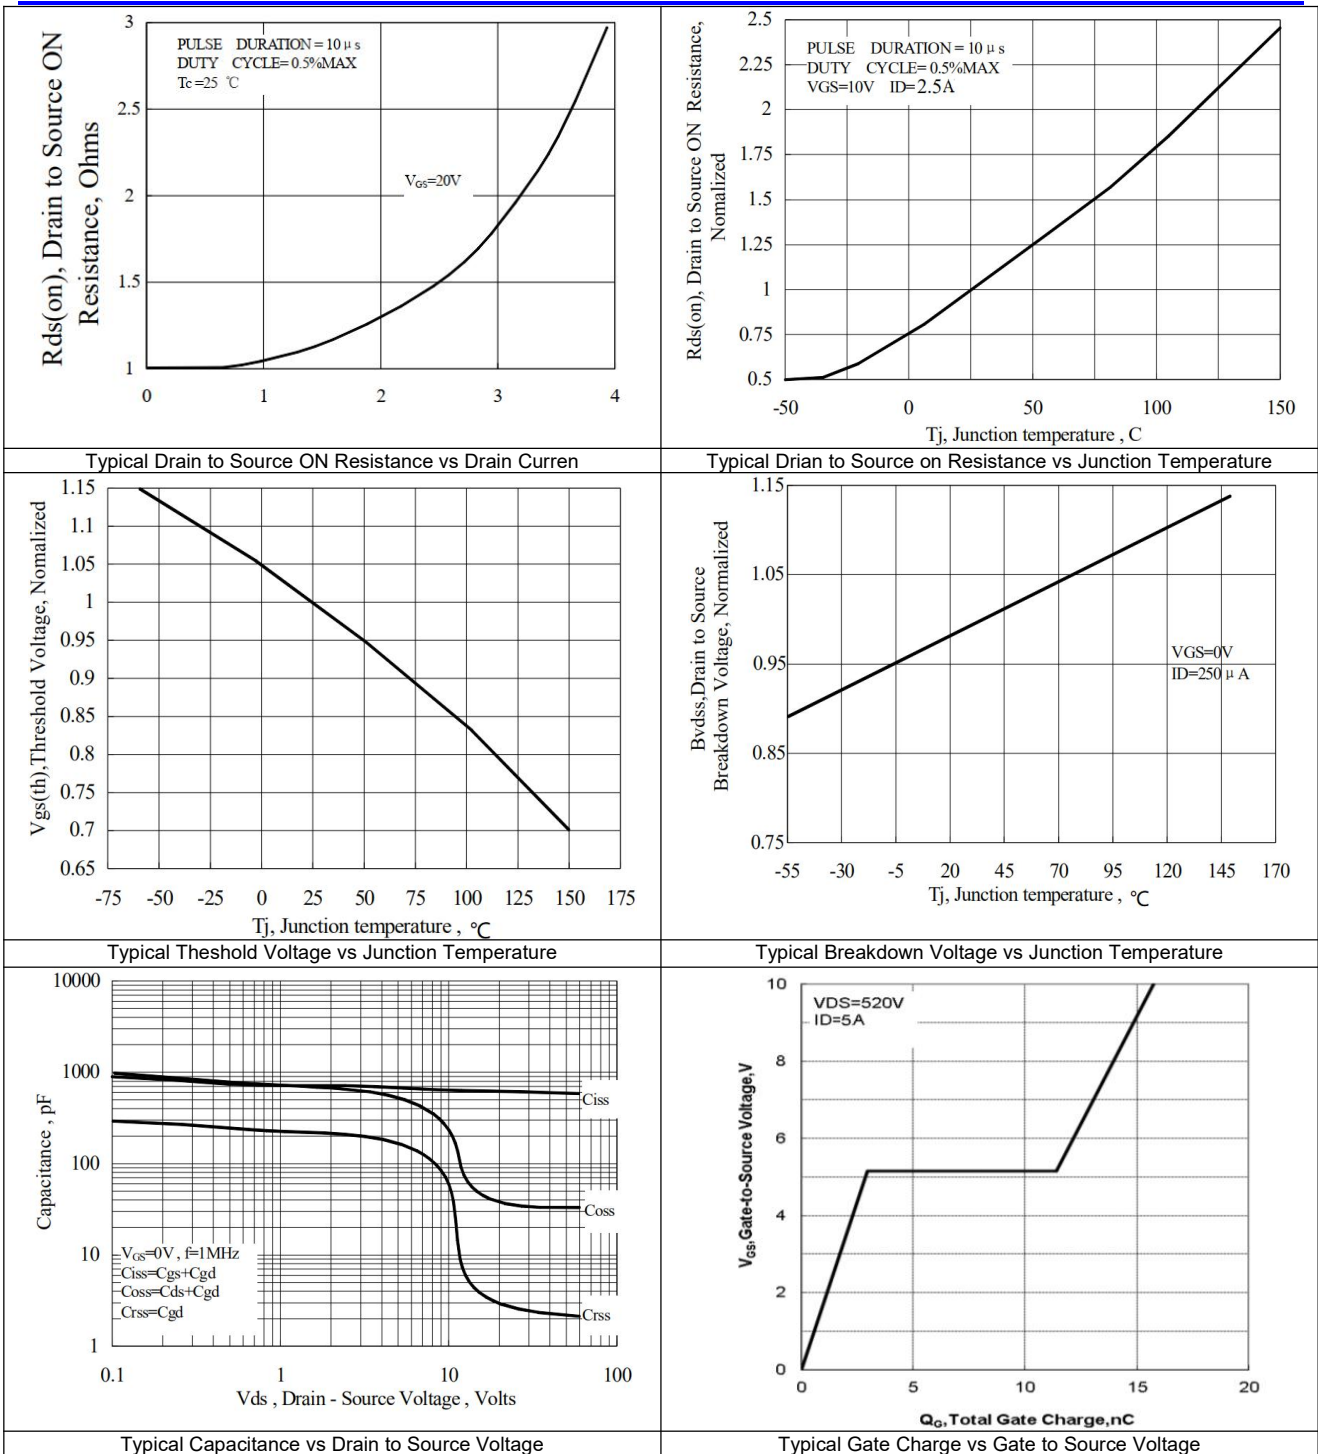 3
2.5
2
1.5
1
Rds(on), Drain to Source ON
Resistance, Ohms
PULSE DURATION = 10 μ s
DUTY CYCLE= 0.5%MAX
Tc =25 ℃
VGS=20V
0 1 2 3 4
Typical Drain to Source ON Resistance vs Drain Curren
2.5
2.25
2
1.75
1.5
1.25
1
0.75
0.5
Rds(on), Drain to Source ON Resistance,
Nomalized
PULSE DURATION = 10 μ s
DUTY CYCLE= 0.5%MAX
VGS=10V ID=2.5A
-50 0 50 100 150
Tj, Junction temperature , C
Typical Drian to Source on Resistance vs Junction Temperature
1.15
1.1
1.05
1
0.95
0.9
0.85
0.8
0.75
0.7
0.65
Vgs(th),Threshold Voltage, Nomalized
-75 -50 -25 0 25 50 75 100 125 150 175
Tj, Junction temperature , ℃
Typical Theshold Voltage vs Junction Temperature
1.15
1.05
0.95
0.85
0.75
Bvdss,Drain to Source
Breakdown Voltage, Normalized
VGS=0V
ID=250 μ A
-55 -30 -5 20 45 70 95 120 145 170
Tj, Junction temperature , ℃
Typical Breakdown Voltage vs Junction Temperature
10000
1000
100
10
1
Capacitance , pF
Ciss
Coss
Crss
VGS=0V , f=1MHz
Ciss=Cgs+Cgd
Coss=Cds+Cgd
Crss=Cgd
0.1 1 10 100
Vds , Drain - Source Voltage , Volts
Typical Capacitance vs Drain to Source Voltage
10
8
6
4
2
0
VGS,Gate-to-Source Voltage,V
VDS=520V
ID=5A
0 5 10 15 20
QG,Total Gate Charge,nC
Typical Gate Charge vs Gate to Source Voltage